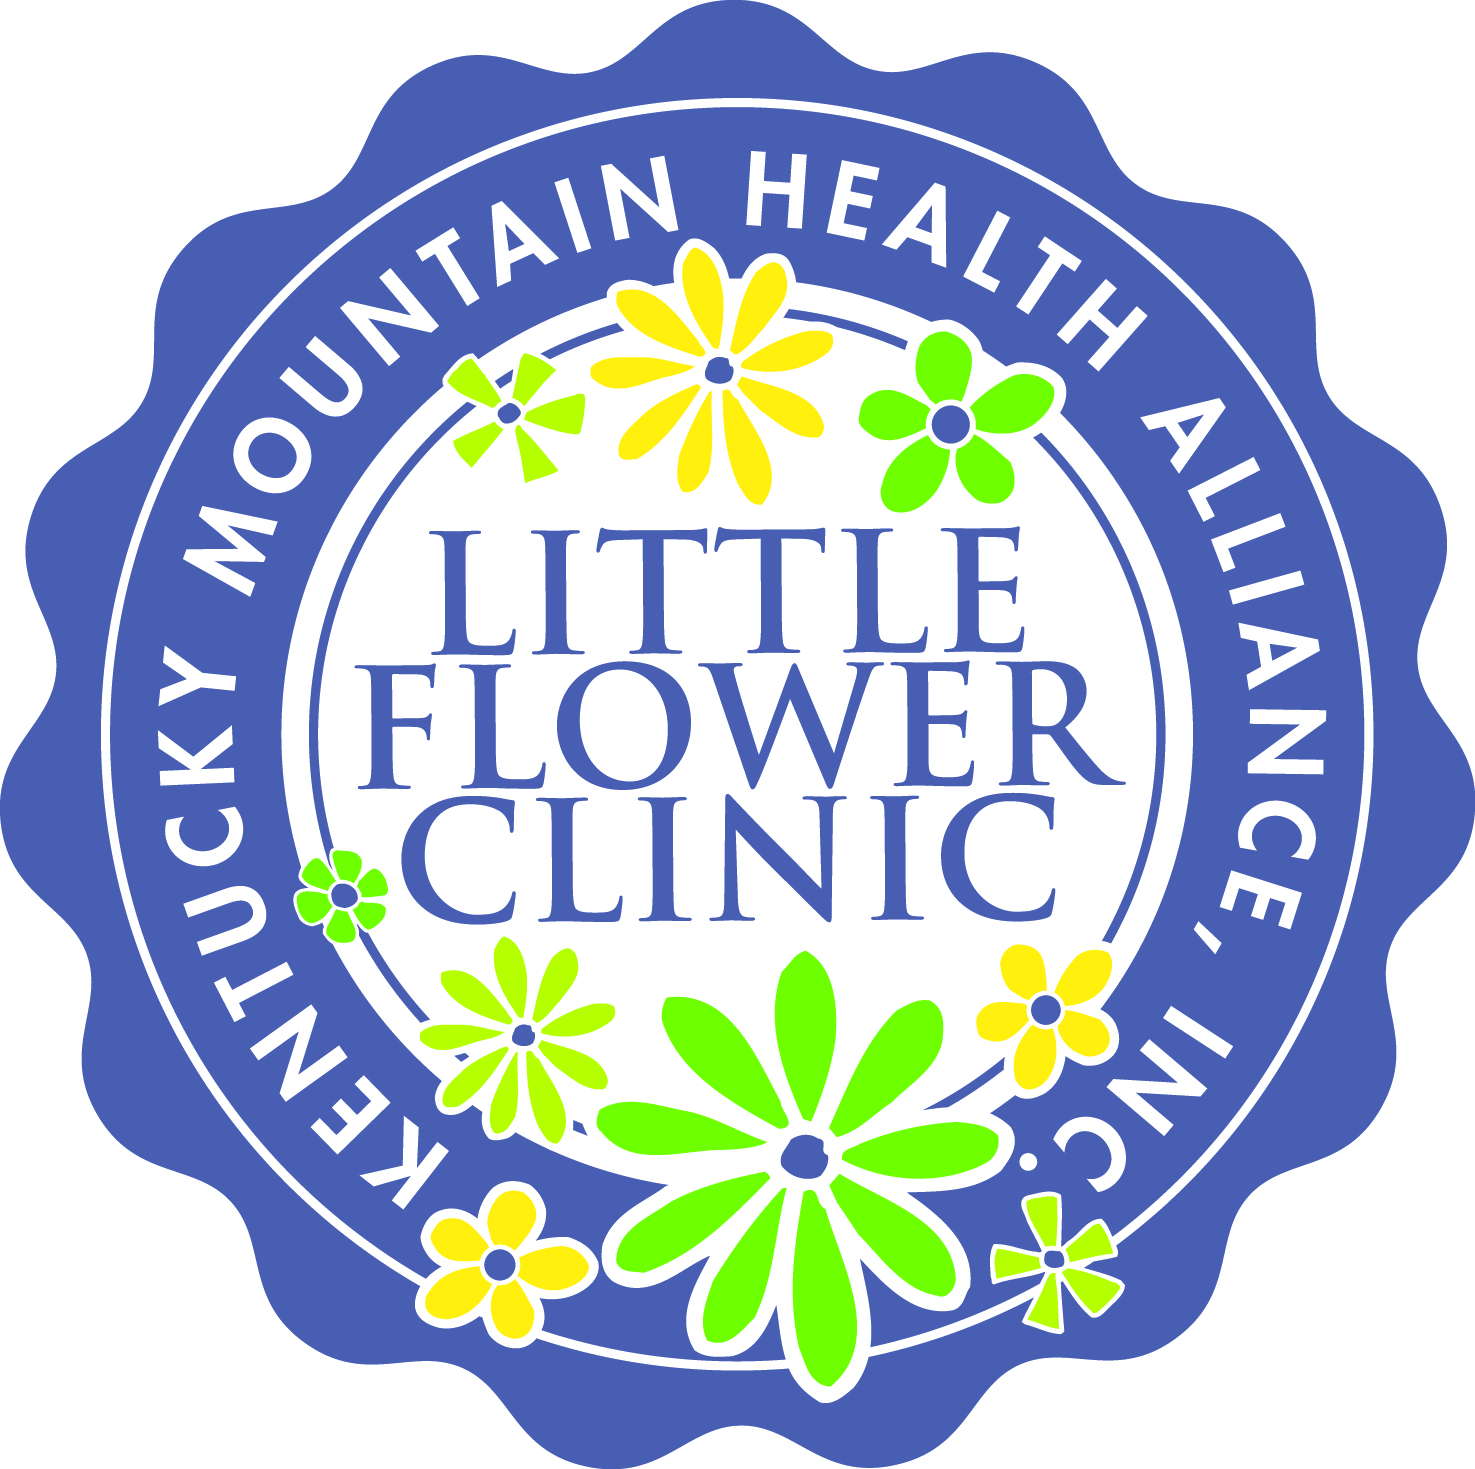 KENTUCKY MOUNTAIN HEALTH ALLIANCE, INC.
LITTLE
FLOWER
CLINIC